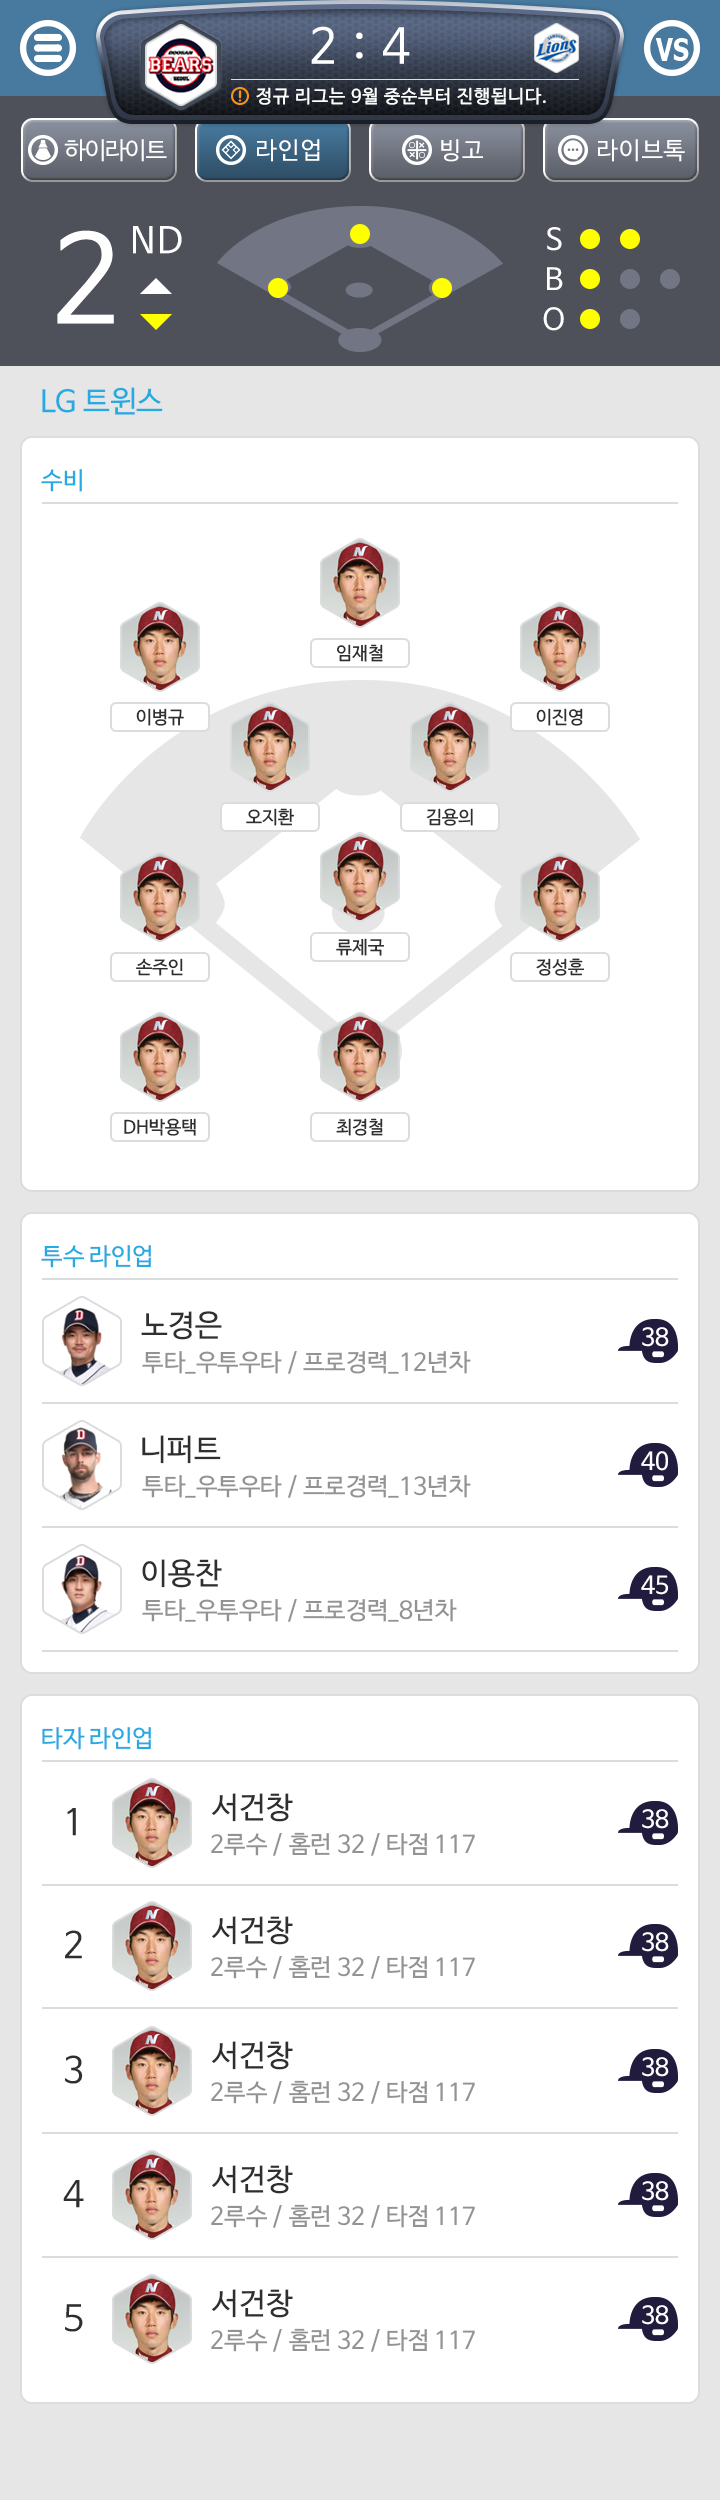 DOOSAN
BEARS
SEOUL
2 : 4
SAMSUNG
Lions
VS
정규 리그는 9월 중순부터 진행됩니다.
하이라이트
라인업
빙고
라이브톡
2 ND
S
B
O
LG 트윈스
수비
임재철
이병규
이진영
오지환
김용의
류제국
손주인
정성훈
DH박용택
최경철
투수 라인업
노경은
38
투타_우투우타 / 프로경력_12년차
니퍼트
40
투타_우투우타 / 프로경력_13년차
이용찬
45
투타_우투우타 / 프로경력_8년차
타자 라인업
1
서건창
38
2루수 / 홈런 32 / 타점 117
2
서건창
38
2루수 / 홈런 32 / 타점 117
3
서건창
38
2루수 / 홈런 32 / 타점 117
4
서건창
38
2루수 / 홈런 32 / 타점 117
5
서건창
38
2루수 / 홈런 32 / 타점 117